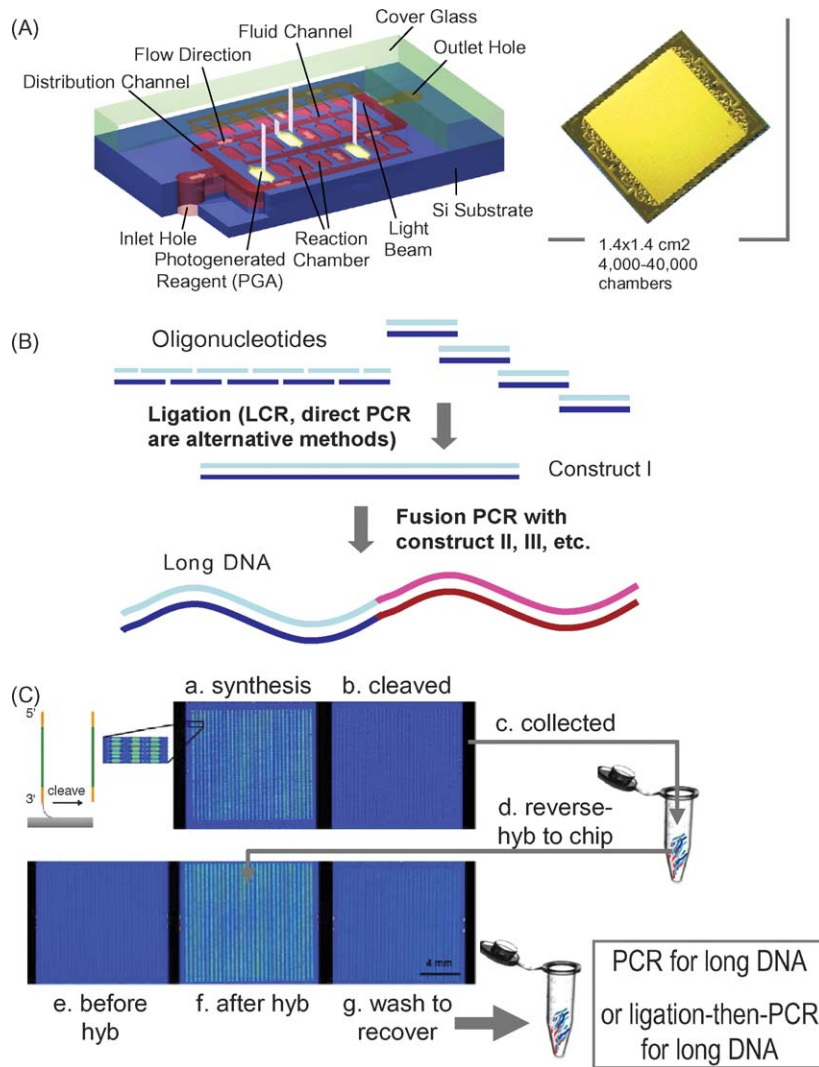 (A)
Cover Glass
Fluid Channel
Flow Direction
Outlet Hole
Distribution Channel
Si Substrate
Light
Beam
Inlet Hole
Reaction
Chamber
Photogenerated
Reagent (PGA)
1.4x1.4 cm2
4,000-40,000
chambers
(B)
Oligonucleotides
Ligation (LCR, direct PCR
are alternative methods)
Construct I
Fusion PCR with
construct II, III, etc.
Long DNA
(C)
a. synthesis
b. cleaved
5'
c. collected
cleave
3'
d. reverse-
hyb to chip
4 mm
e. before
hyb
f. after hyb
g. wash to
recover
PCR for long DNA
or ligation-then-PCR
for long DNA